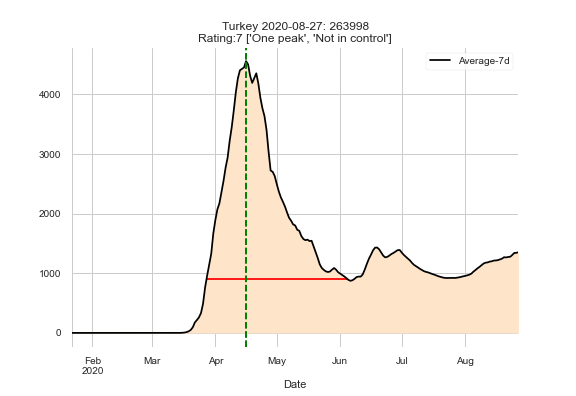 Turkey 2020-08-27: 263998
Rating:7 ['One peak', 'Not in control']
Average-7d
4000
3000
2000
1000
0
Feb Mar Apr May Jun Jul Aug
2020
Date